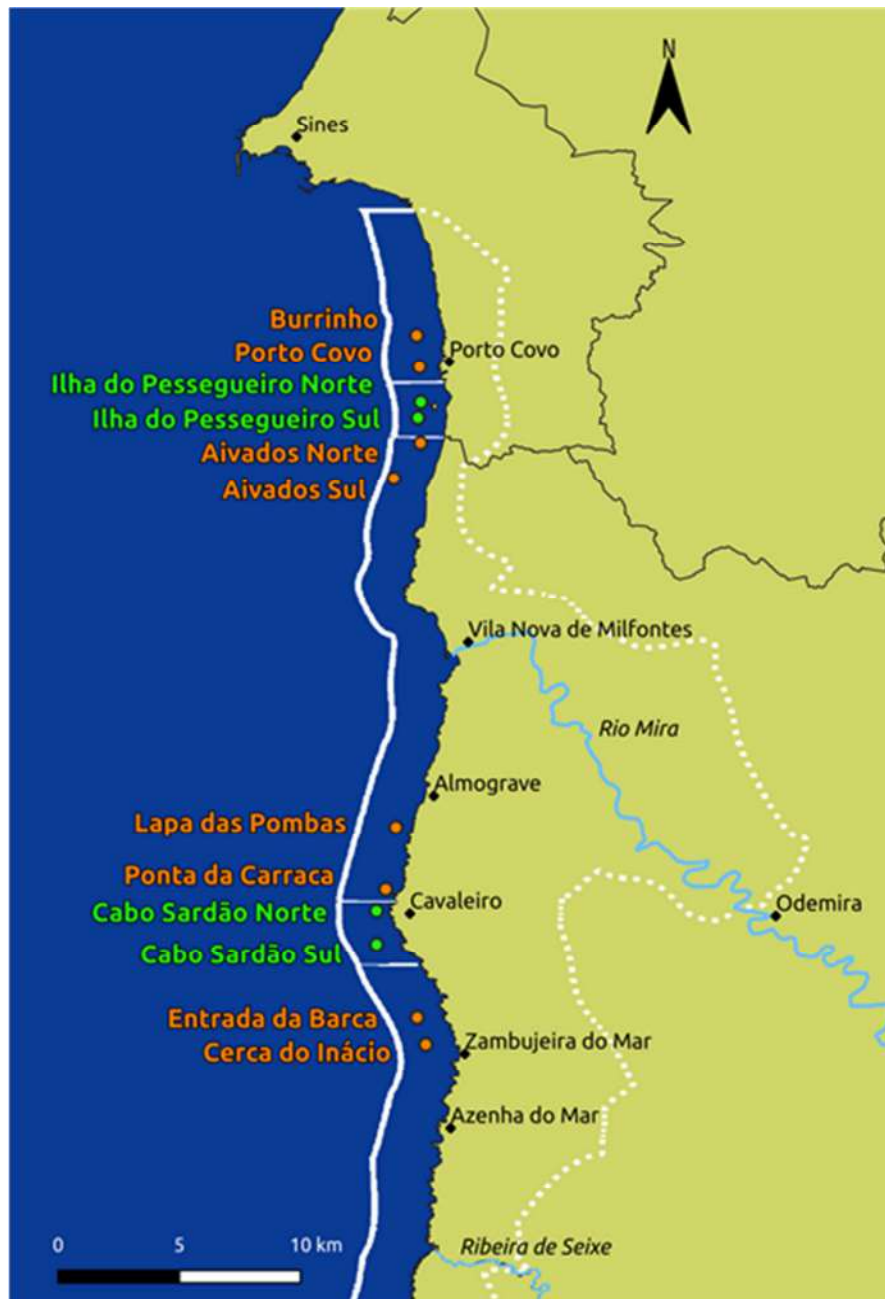 N
Sines
Burrinho
Porto Covo
Porto Covo
Ilha do Pessegueiro Norte
Ilha do Pessegueiro Sul
Aivados Norte
Aivados Sul
Vila Nova de Milfontes
Rio Mira
Almograve
Lapa das Pombas
Ponta da Carraca
Cabo Sardão Norte
Cavaleiro
Odemira
Cabo Sardão Sul
Entrada da Barca
Cerca do Inácio
Zambujeira do Mar
Azenha do Mar
Ribeira de Seixe
0 5 10 km